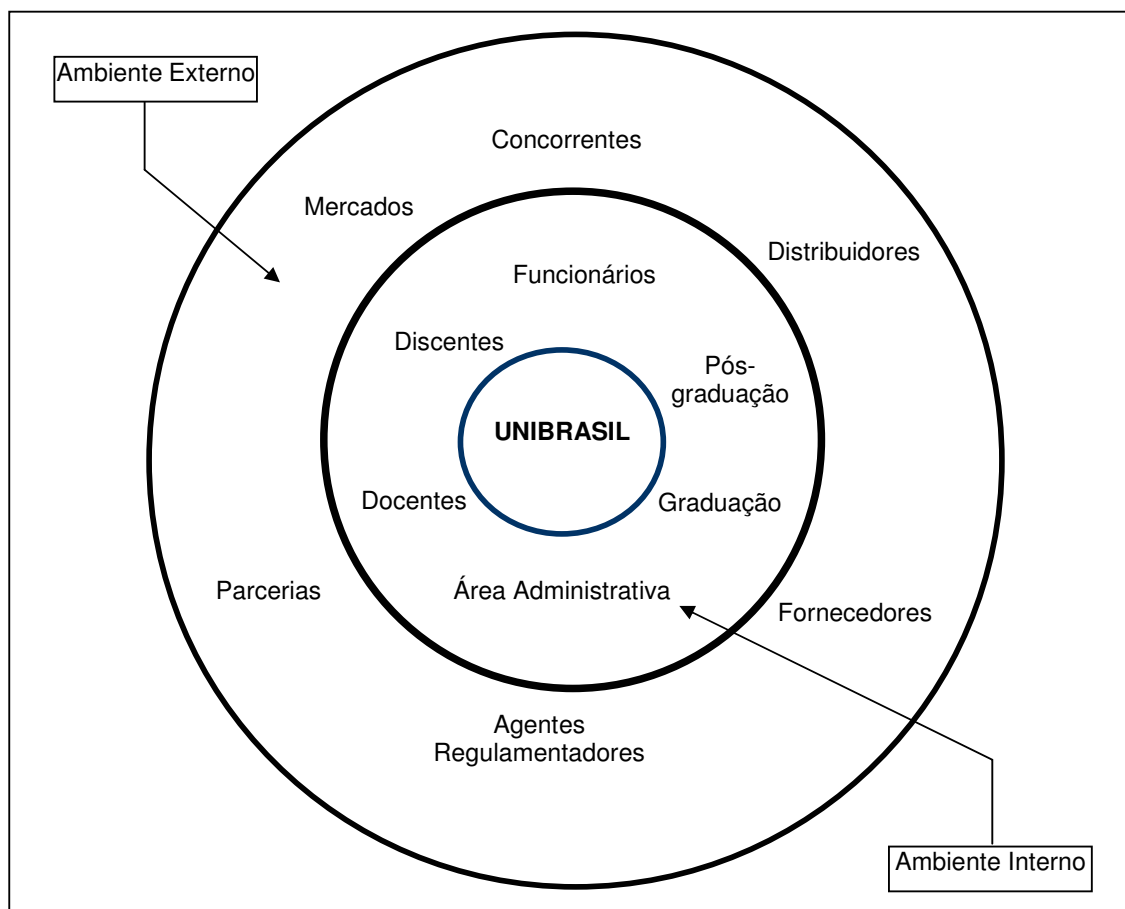 Ambiente Externo
Concorrentes
Mercados
Distribuidores
Funcionários
Discentes
Pós-
graduação
UNIBRASIL
Docentes
Graduação
Parcerias
Área Administrativa
Fornecedores
Agentes
Regulamentadores
Ambiente Interno